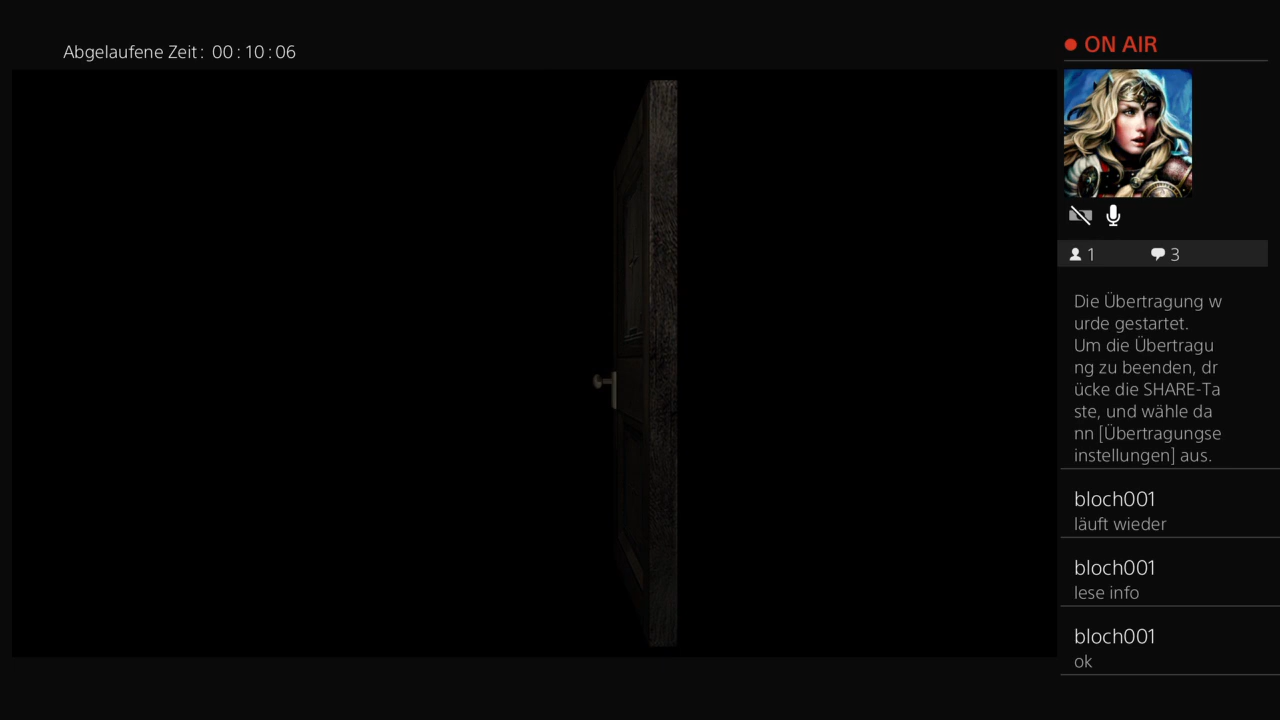 Abgelaufene Zeit: 00:10:06
ON AIR
1 3
Die Übertragung w
urde gestartet.
Um die Übertragu
ng zu beenden, dr
ücke die SHARE-Ta
ste, und wähle da
nn [Übertragungse
instellungen] aus.
bloch001
läuft wieder
bloch001
lese info
bloch001
ok